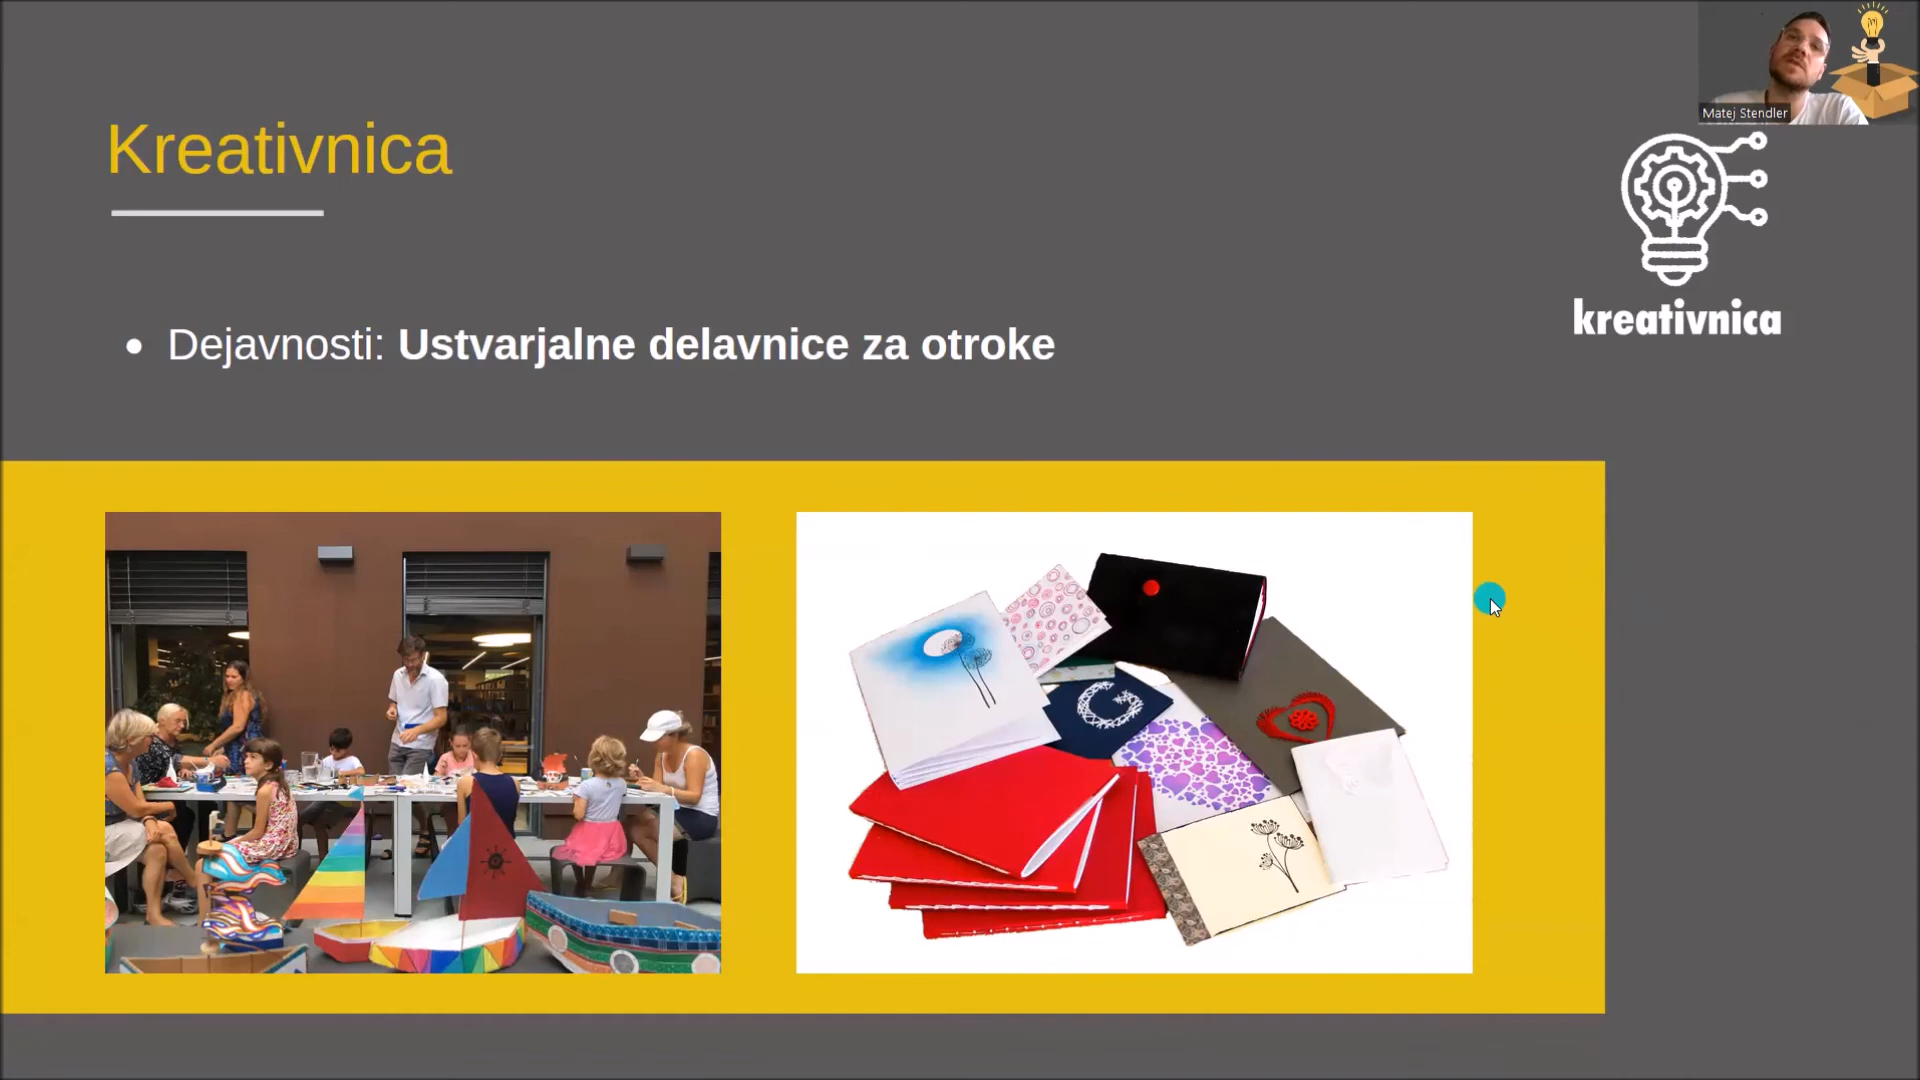 Matej Stendler
Kreativnica
kreativnica
• Dejavnosti: Ustvarjalne delavnice za otroke
G